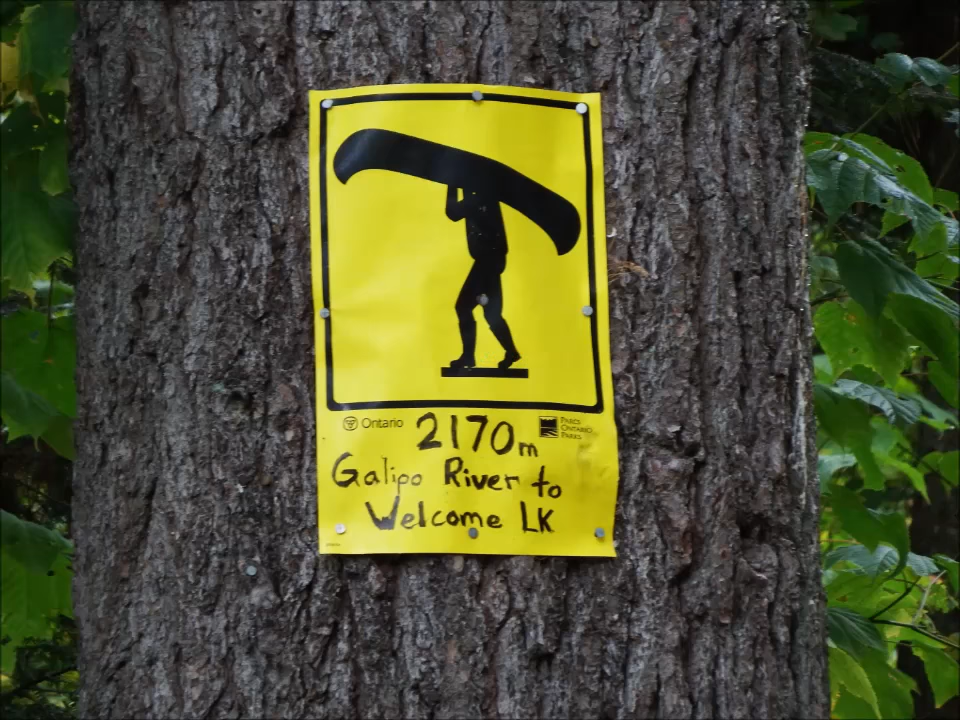 Ontario
2170m
PARCS
ONTARIO
PARKS
Galipo River to
Welcome LK